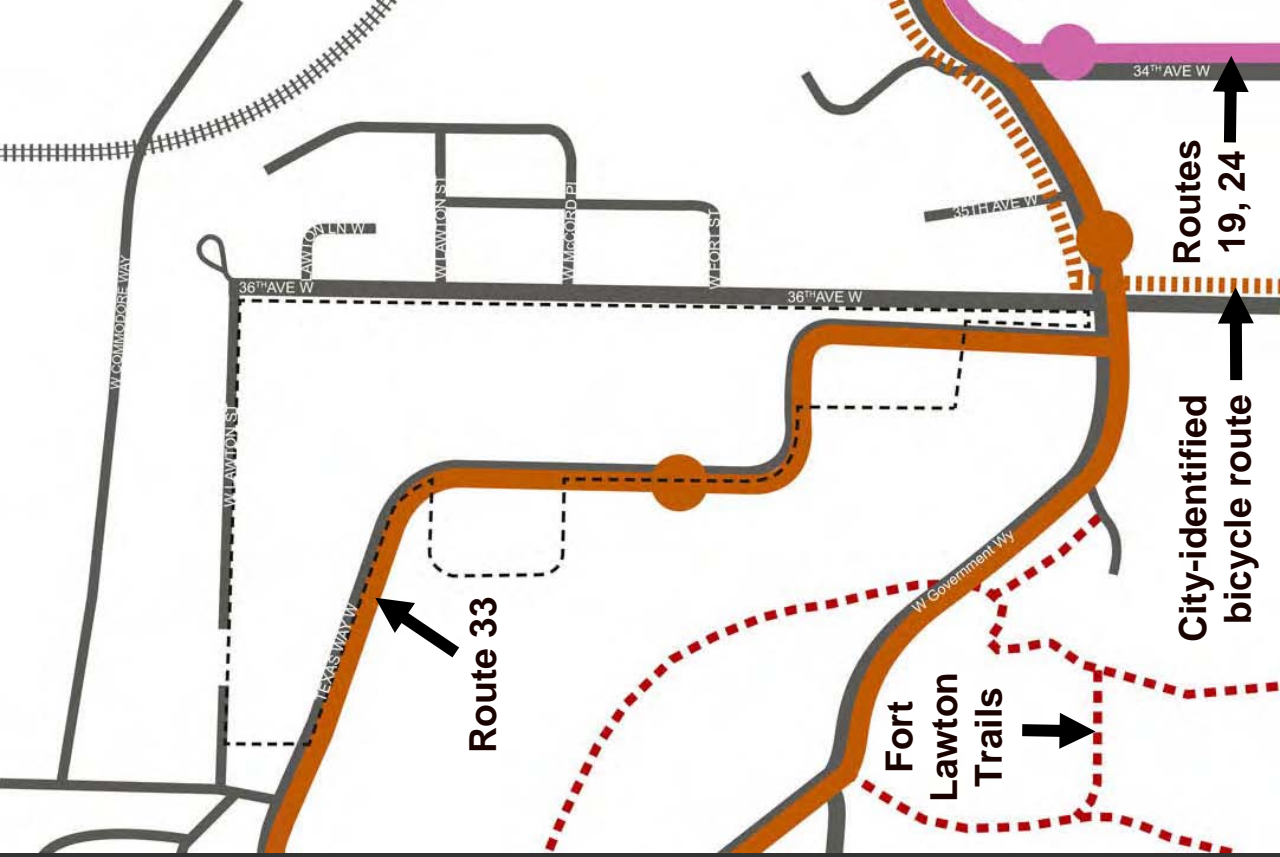 34TH AVE W
Routes
19, 24
35TH AVE W
W LAWTON ST
W McCORD PL
W FORT ST
AWTON LN W
36TH AVE W
36TH AVE W
W COMMODORE WAY
W LAWTON ST
City-identified
bicycle route
W Government Wy
TEXAS WAY W
Route 33
Fort
Lawton
Trails